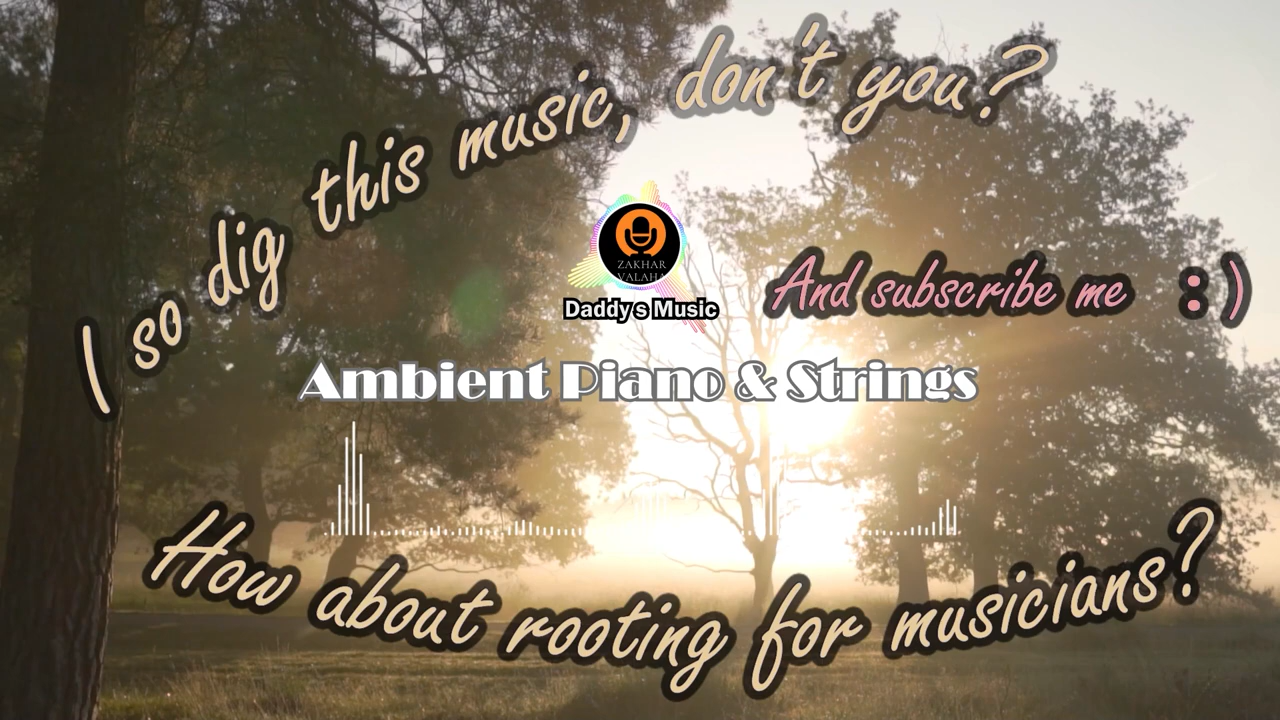 I so dig this music, don't you?
ZAKHAR
VALAHA
Daddy s Music
And subscribe me :)
Ambient Piano & Strings
How about rooting for musicians?